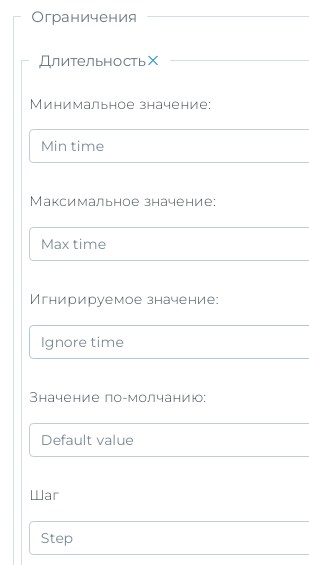 Ограничения
Длительность
Минимальное значение:
Min time
Максимальное значение:
Max time
Игнирируемое значение:
Ignore time
Значение по-молчанию:
Default value
Шаг
Step